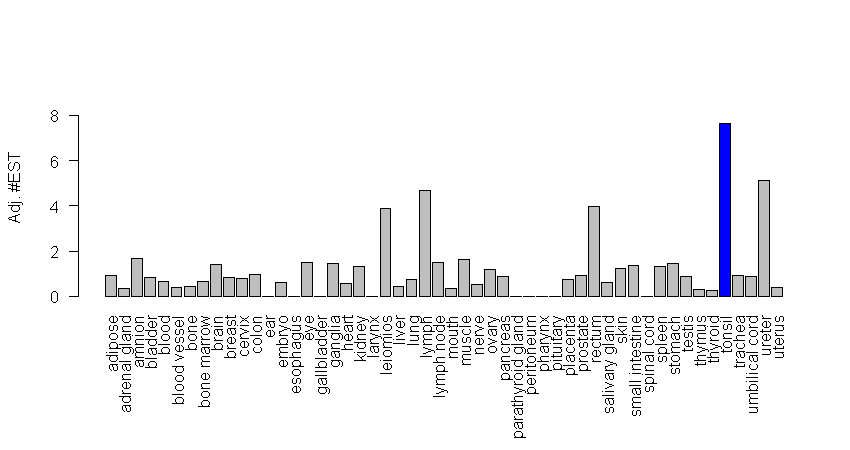 Adj. #EST
8
6
4
2
0
adipose
adrenal gland
amnion
bladder
blood
blood vessel
bone
bone marrow
brain
breast
cervix
colon
ear
embryo
esophagus
eye
gallbladder
ganglia
heart
kidney
larynx
leiomios
liver
lung
lymph
lymph node
mouth
muscle
nerve
ovary
pancreas
parathyroid gland
peritoneum
pharynx
pituitary
placenta
prostate
rectum
salivary gland
skin
small intestine
spinal cord
spleen
stomach
testis
thymus
thyroid
tonsil
trachea
umbilical cord
ureter
uterus